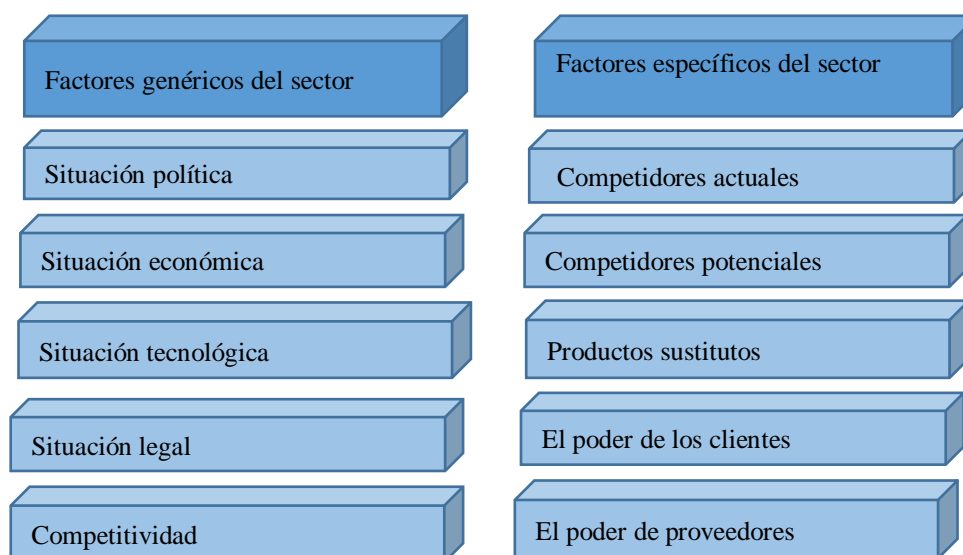 Factores genéricos del sector
Situación política
Situación económica
Situación tecnológica
Situación legal
Competitividad
Factores específicos del sector
Competidores actuales
Competidores potenciales
Productos sustitutos
El poder de los clientes
El poder de proveedores